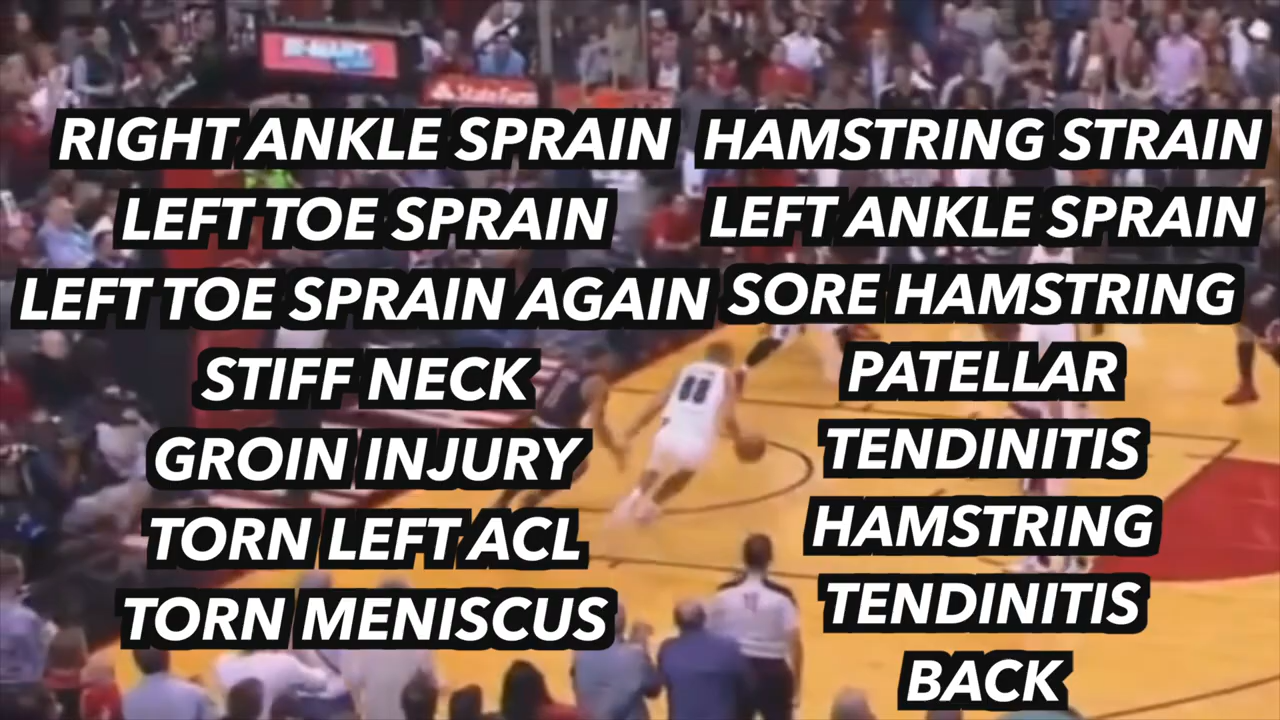 RIGHT ANKLE SPRAIN
LEFT TOE SPRAIN
LEFT TOE SPRAIN AGAIN
STIFF NECK
GROIN INJURY
TORN LEFT ACL
TORN MENISCUS
HAMSTRING STRAIN
LEFT ANKLE SPRAIN
SORE HAMSTRING
PATELLAR
TENDINITIS
HAMSTRING
TENDINITIS
BACK
StateFarm